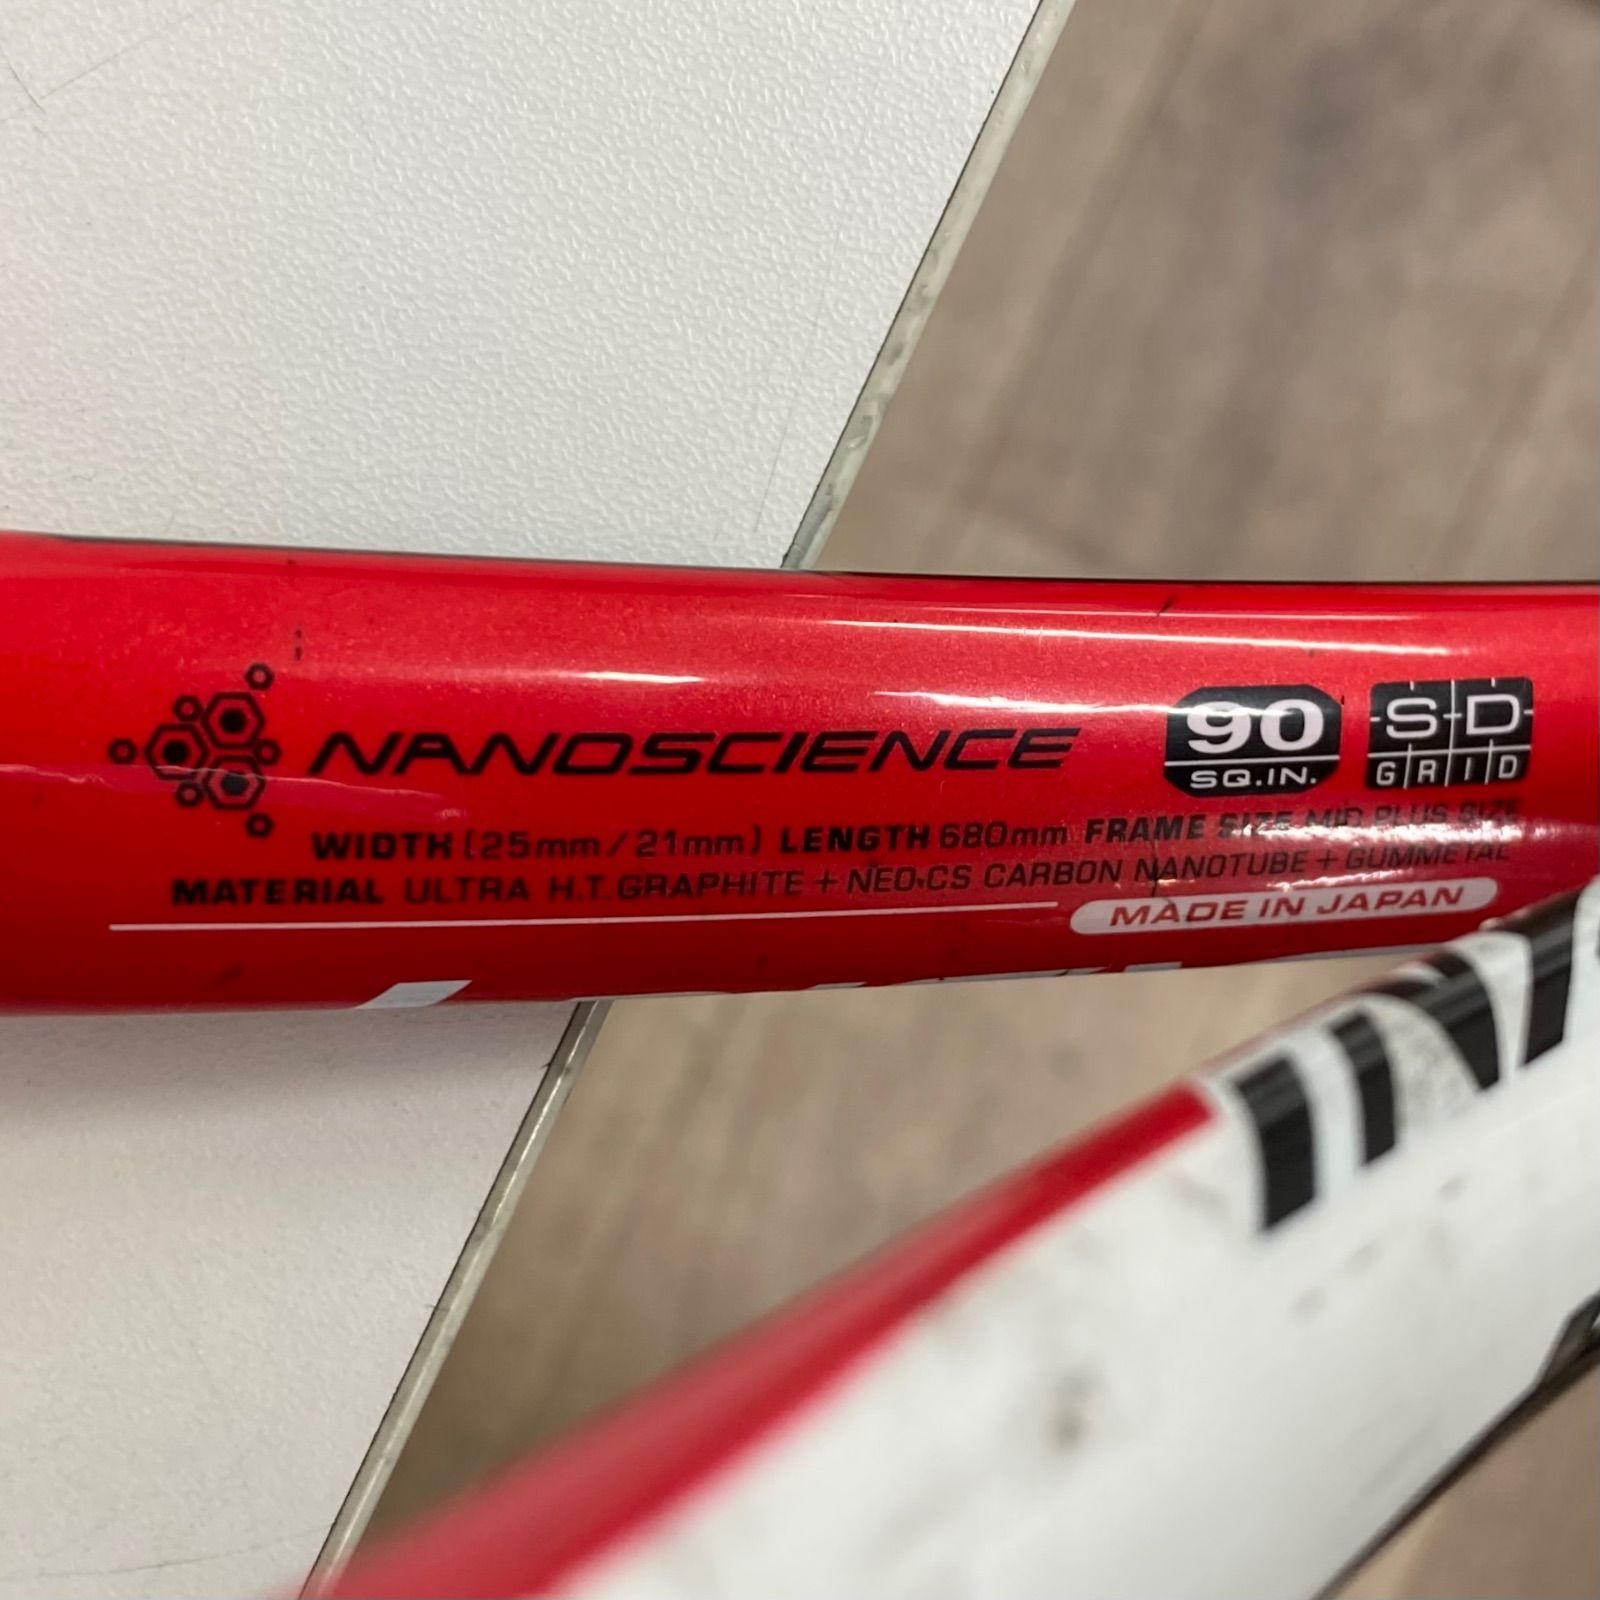 NANOSCIENCE
90
SQ.IN.
S D
GRID
WIDTH (25mm/21mm) LENGTH 680mm FRAME SIZE MID PLUS SIZE
MATERIAL ULTRA H.T.GRAPHITE + NEO.CS CARBON NANOTUBE + GUMMETAL
MADE IN JAPAN